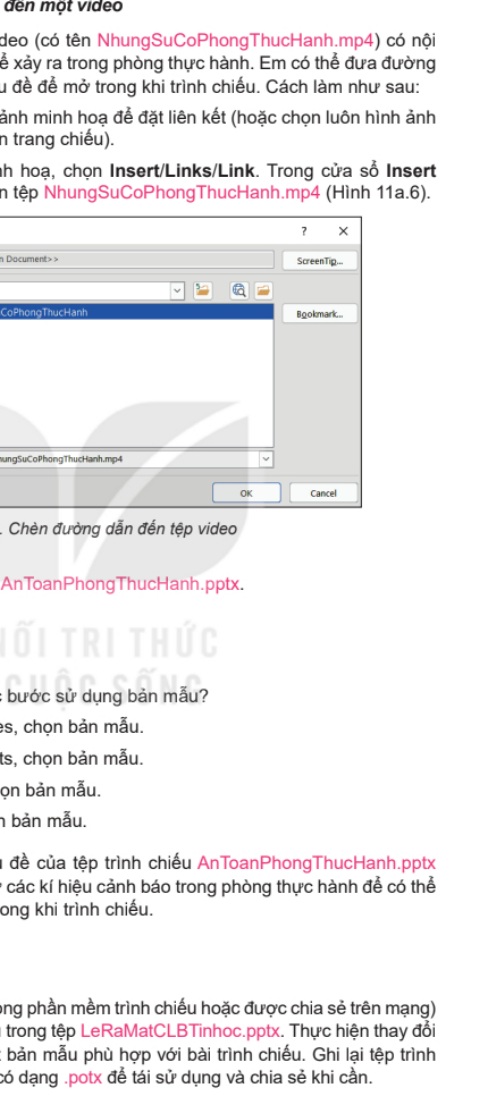 đến một video
deo (có tên NhungSuCoPhongThucHanh.mp4) có nội
ể xảy ra trong phòng thực hành. Em có thể đưa đường
u đề để mở trong khi trình chiếu. Cách làm như sau:
ảnh minh hoạ để đặt liên kết (hoặc chọn luôn hình ảnh
n trang chiếu).
nh hoạ, chọn Insert/Links/Link. Trong cửa sổ Insert
n tệp NhungSuCoPhongThucHanh.mp4 (Hình 11a.6).
? X
n Document>>
ScreenTip...
CoPhongThucHanh
Bookmark...
hungSuCoPhongThucHanh.mp4
OK Cancel
. Chèn đường dẫn đến tệp video
AnToanPhongThucHanh.pptx.
NỐI TRI THỨC
CUỘC SỐNG
c bước sử dụng bản mẫu?
es, chọn bản mẫu.
ts, chọn bản mẫu.
ọn bản mẫu.
n bản mẫu.
u đề của tệp trình chiếu AnToanPhongThucHanh.pptx
các kí hiệu cảnh báo trong phòng thực hành để có thể
ong khi trình chiếu.
ong phần mềm trình chiếu hoặc được chia sẻ trên mạng)
trong tệp LeRaMatCLBTinhoc.pptx. Thực hiện thay đổi
bản mẫu phù hợp với bài trình chiếu. Ghi lại tệp trình
có dạng .potx để tái sử dụng và chia sẻ khi cần.